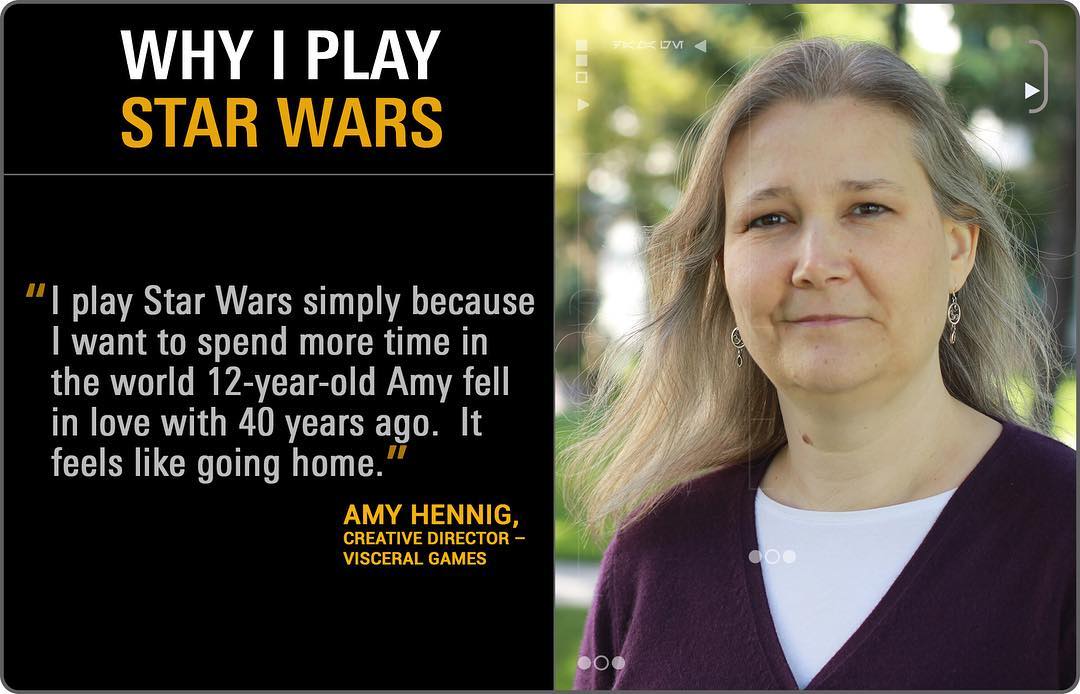 WHY I PLAY
STAR WARS
“I play Star Wars simply because
I want to spend more time in
the world 12-year-old Amy fell
in love with 40 years ago.  It
feels like going home.”
AMY HENNIG,
CREATIVE DIRECTOR –
VISCERAL GAMES